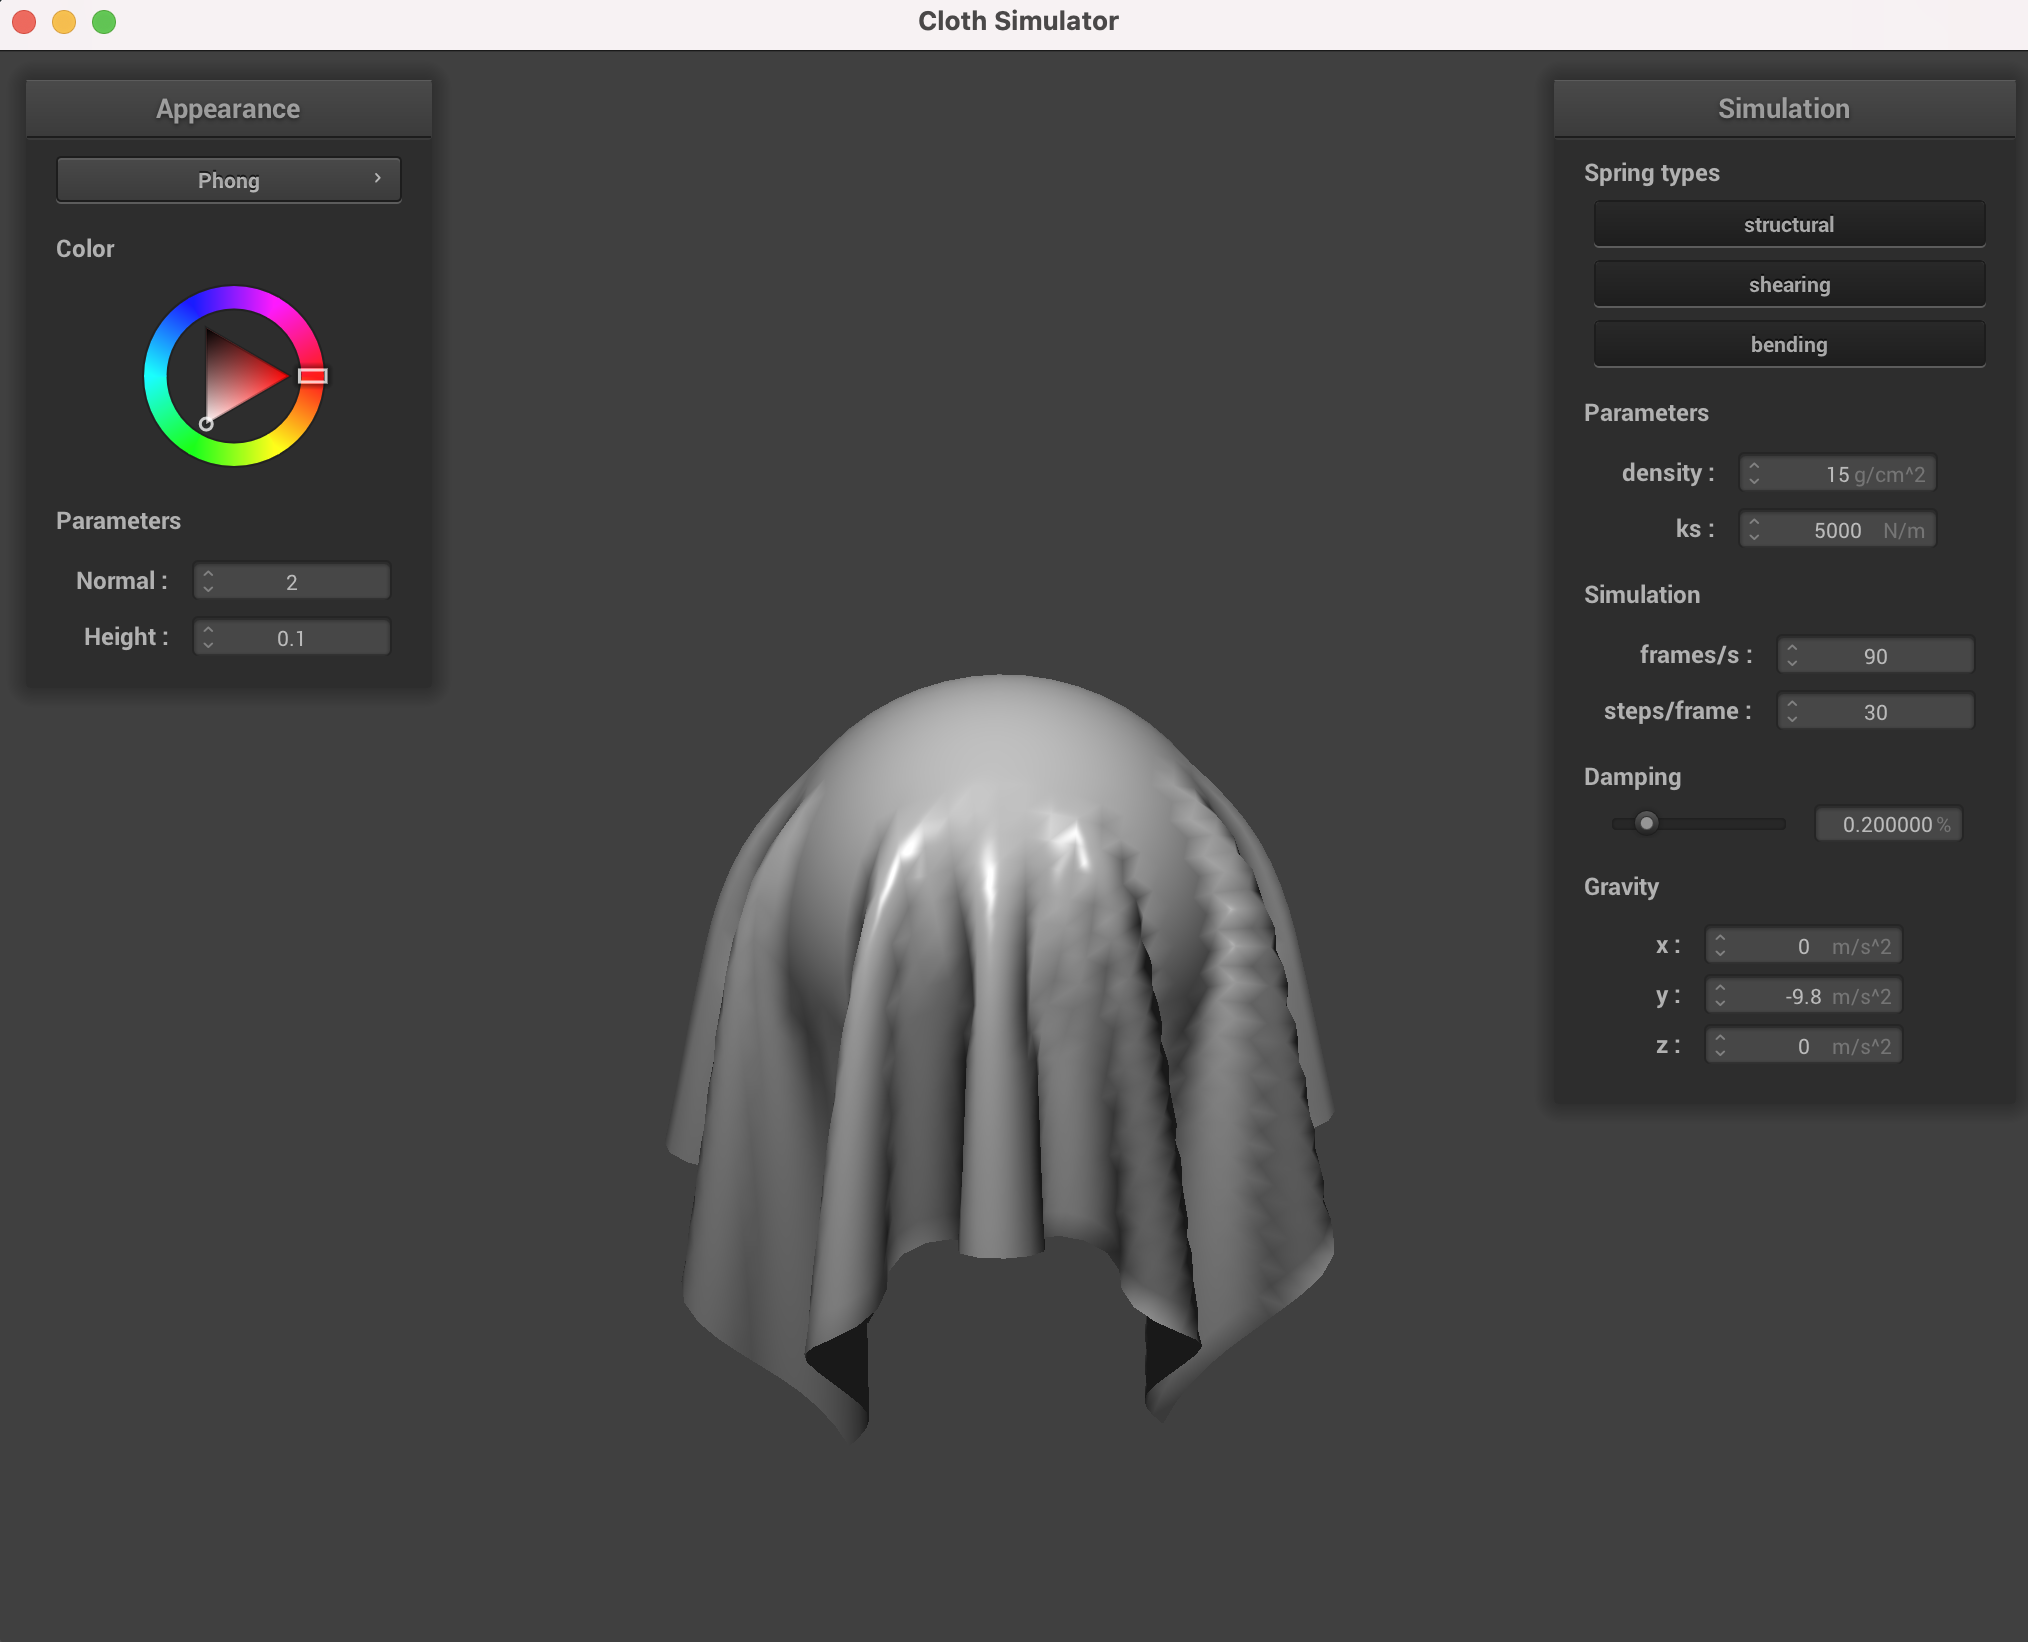 Cloth Simulator
Appearance
Phong
Color
Parameters
Normal : 2
Height : 0.1
Simulation
Spring types
structural
shearing
bending
Parameters
density : 15 g/cm^2
ks : 5000 N/m
Simulation
frames/s : 90
steps/frame : 30
Damping
0.200000 %
Gravity
x : 0 m/s^2
y : -9.8 m/s^2
z : 0 m/s^2